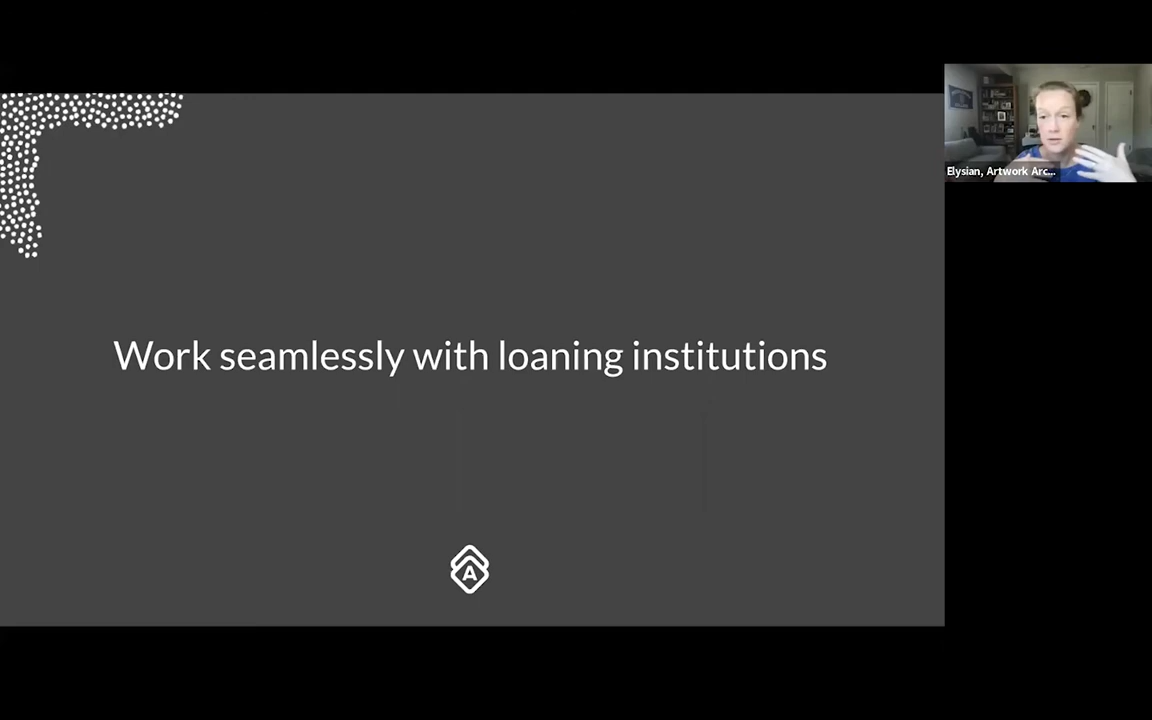 Elysian, Artwork Arc...
Work seamlessly with loaning institutions
A